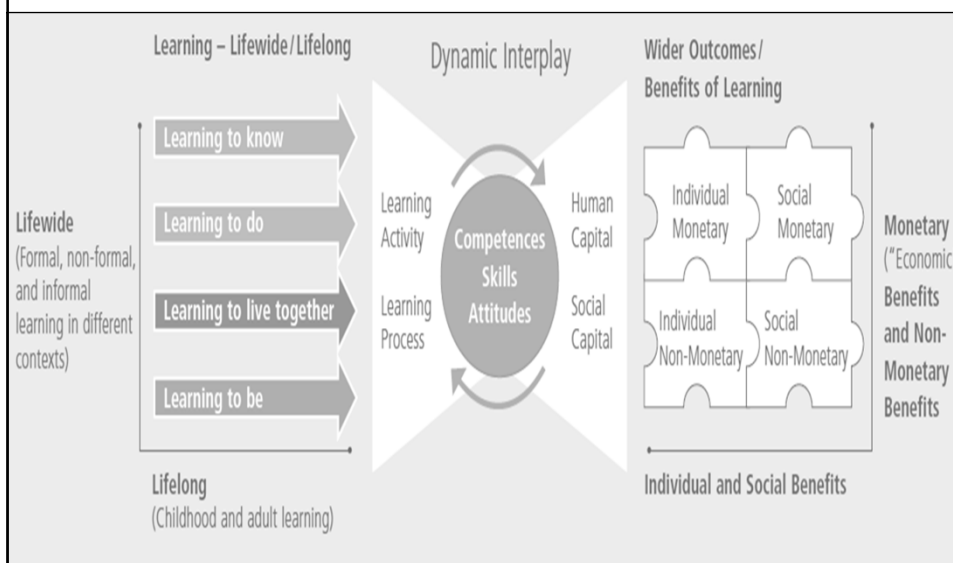 Learning – Lifewide/Lifelong
Dynamic Interplay
Wider Outcomes/
Benefits of Learning
Lifewide
(Formal, non-formal,
and informal
learning in different
contexts)
Learning to know
Learning to do
Learning to live together
Learning to be
Lifelong
(Childhood and adult learning)
Learning
Activity
Learning
Process
Competences
Skills
Attitudes
Human
Capital
Social
Capital
Individual
Monetary
Social
Monetary
Individual
Non-Monetary
Social
Non-Monetary
Individual and Social Benefits
Monetary
("Economic
Benefits
and Non-
Monetary
Benefits